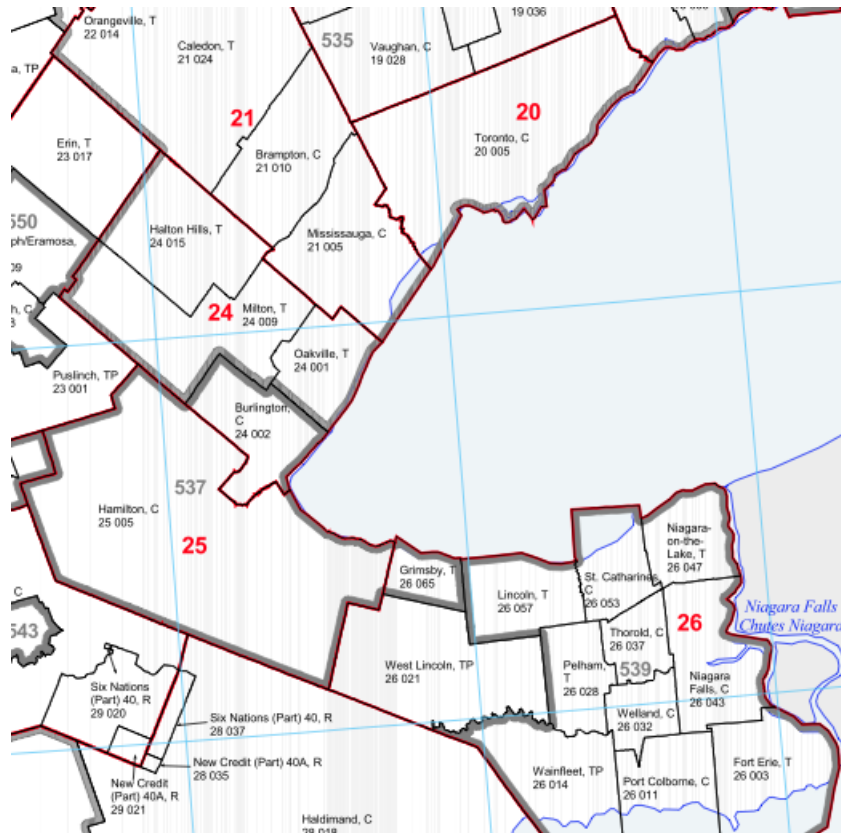 Orangeville, T
22 014
19 036
Caledon, T
21 024
535
Vaughan, C
19 028
a, TP
21
20
Erin, T
23 017
Brampton, C
21 010
Toronto, C
20 005
550
ph/Eramosa,
09
Halton Hills, T
24 015
Mississauga, C
21 005
h, C
24
Milton, T
24 009
Puslinch, TP
23 001
Oakville, T
24 001
Burlington,
C
24 002
537
Hamilton, C
25 005
25
Grimsby, T
26 065
Niagara-
on-the-
Lake, T
26 047
Lincoln, T
26 057
St. Catharines,
C
26 053
C
543
Niagara Falls
Chutes Niagara
26
Thorold, C
26 037
West Lincoln, TP
26 021
Pelham,
T
26 028
539
Niagara
Falls, C
26 043
Six Nations
(Part) 40, R
29 020
Six Nations (Part) 40, R
28 037
Welland, C
26 032
New Credit (Part) 40A, R
28 035
New Credit
(Part) 40A, R
29 021
Wainfleet, TP
26 014
Port Colborne, C
26 011
Fort Erie, T
26 003
Haldimand, C
28 018